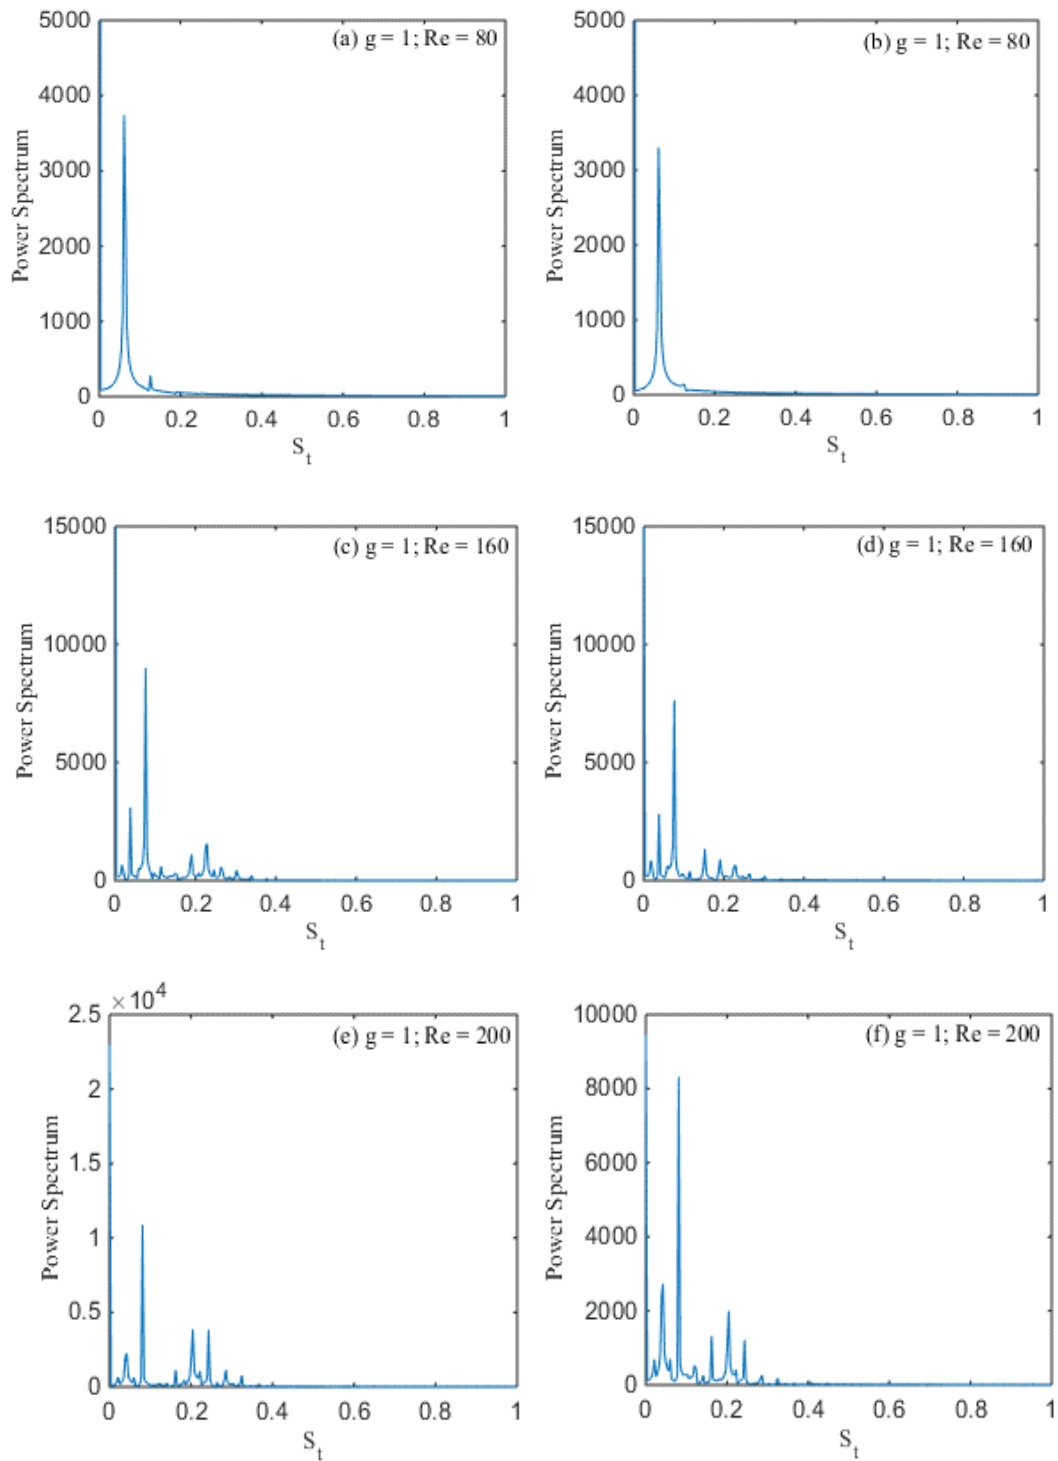 (a) g = 1; Re = 80
5000
4000
3000
2000
1000
0
Power Spectrum
0 0.2 0.4 0.6 0.8 1
St
(b) g = 1; Re = 80
5000
4000
3000
2000
1000
0
Power Spectrum
0 0.2 0.4 0.6 0.8 1
St
(c) g = 1; Re = 160
15000
10000
5000
0
Power Spectrum
0 0.2 0.4 0.6 0.8 1
St
(d) g = 1; Re = 160
15000
10000
5000
0
Power Spectrum
0 0.2 0.4 0.6 0.8 1
St
×10⁴
(e) g = 1; Re = 200
2.5
2
1.5
1
0.5
0
Power Spectrum
0 0.2 0.4 0.6 0.8 1
St
(f) g = 1; Re = 200
10000
8000
6000
4000
2000
0
Power Spectrum
0 0.2 0.4 0.6 0.8 1
St